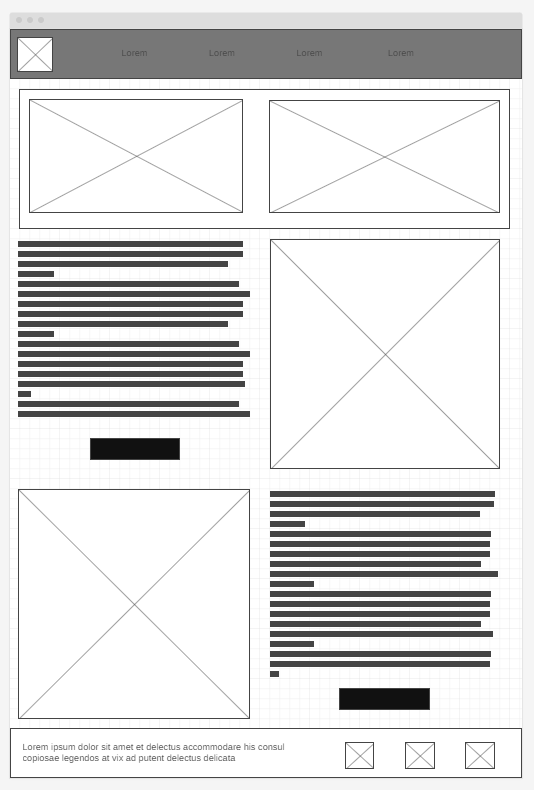 Lorem Lorem Lorem Lorem
Lorem ipsum dolor sit amet et delectus accommodare his consul
copiosae legendos at vix ad putent delectus delicata